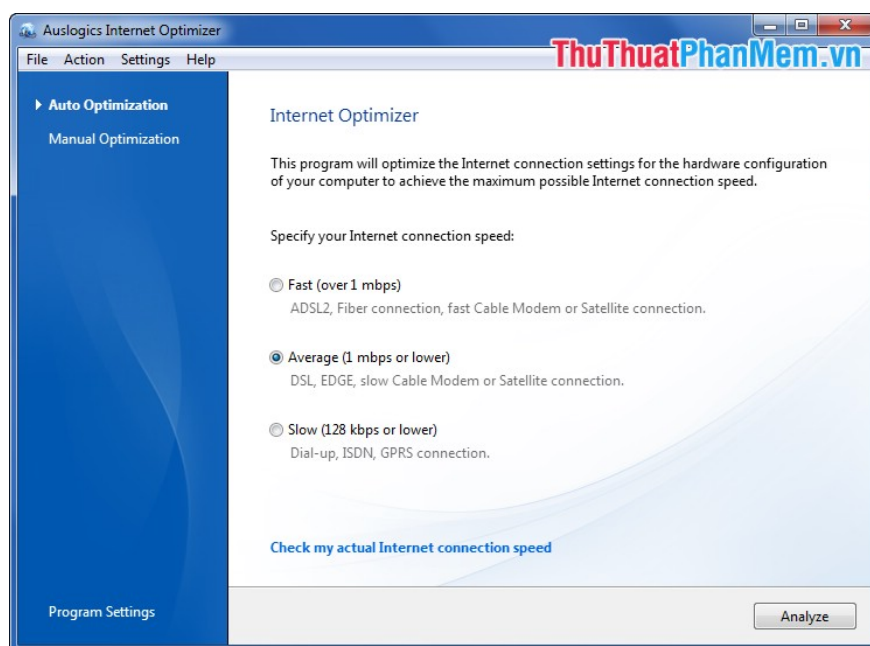 Auslogics Internet Optimizer
File Action Settings Help
ThuThuatPhanMem.vn
Auto Optimization
Manual Optimization
Internet Optimizer
This program will optimize the Internet connection settings for the hardware configuration
of your computer to achieve the maximum possible Internet connection speed.
Specify your Internet connection speed:
Fast (over 1 mbps)
ADSL2, Fiber connection, fast Cable Modem or Satellite connection.
Average (1 mbps or lower)
DSL, EDGE, slow Cable Modem or Satellite connection.
Slow (128 kbps or lower)
Dial-up, ISDN, GPRS connection.
Check my actual Internet connection speed
Program Settings
Analyze